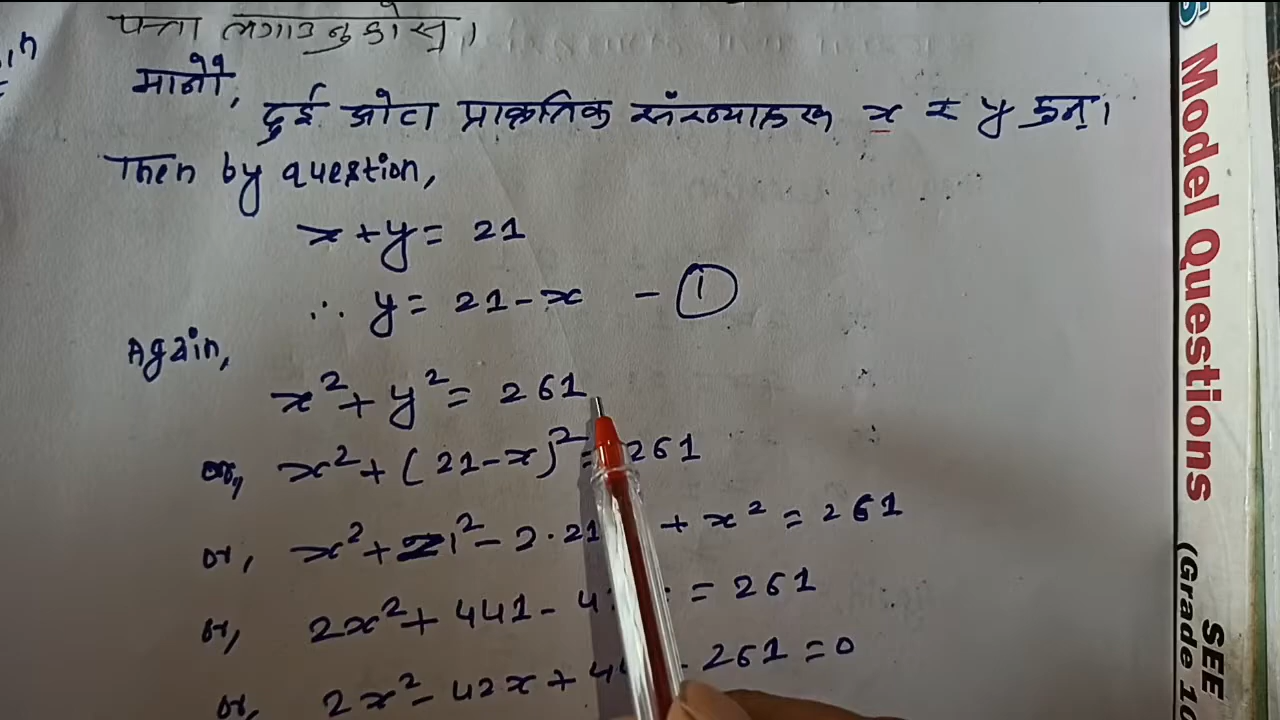 पत्ता लगाउनुहोस्।
मानौं,
दुई ओटा प्राकृतिक संख्याहरू x र y हुन्।
Then by question,
x + y = 21
∴ y = 21 - x - ①
Again,
x² + y² = 261
or, x² + (21 - x)² = 261
or, x² + 21² - 2·21 + x² = 261
or, 2x² + 441 - 4 = 261
or, 2x² - 42x + 44 - 261 = 0
Model Questions
SEE
(Grade 10